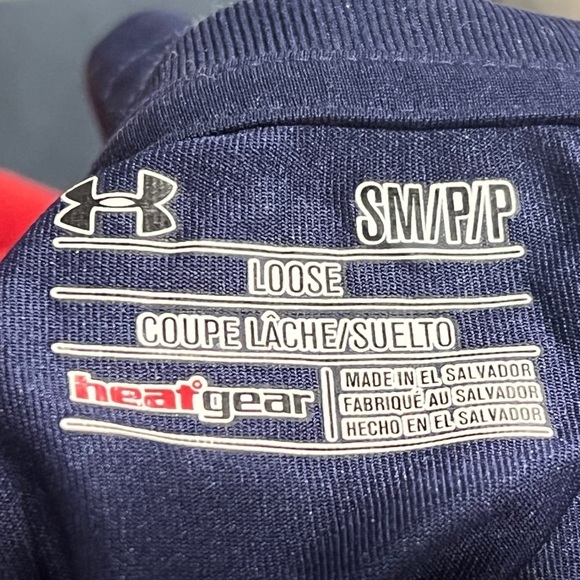 SM/P/P
LOOSE
COUPE LÂCHE/SUELTO
heatgear
MADE IN EL SALVADOR
FABRIQUÉ AU SALVADOR
HECHO EN EL SALVADOR